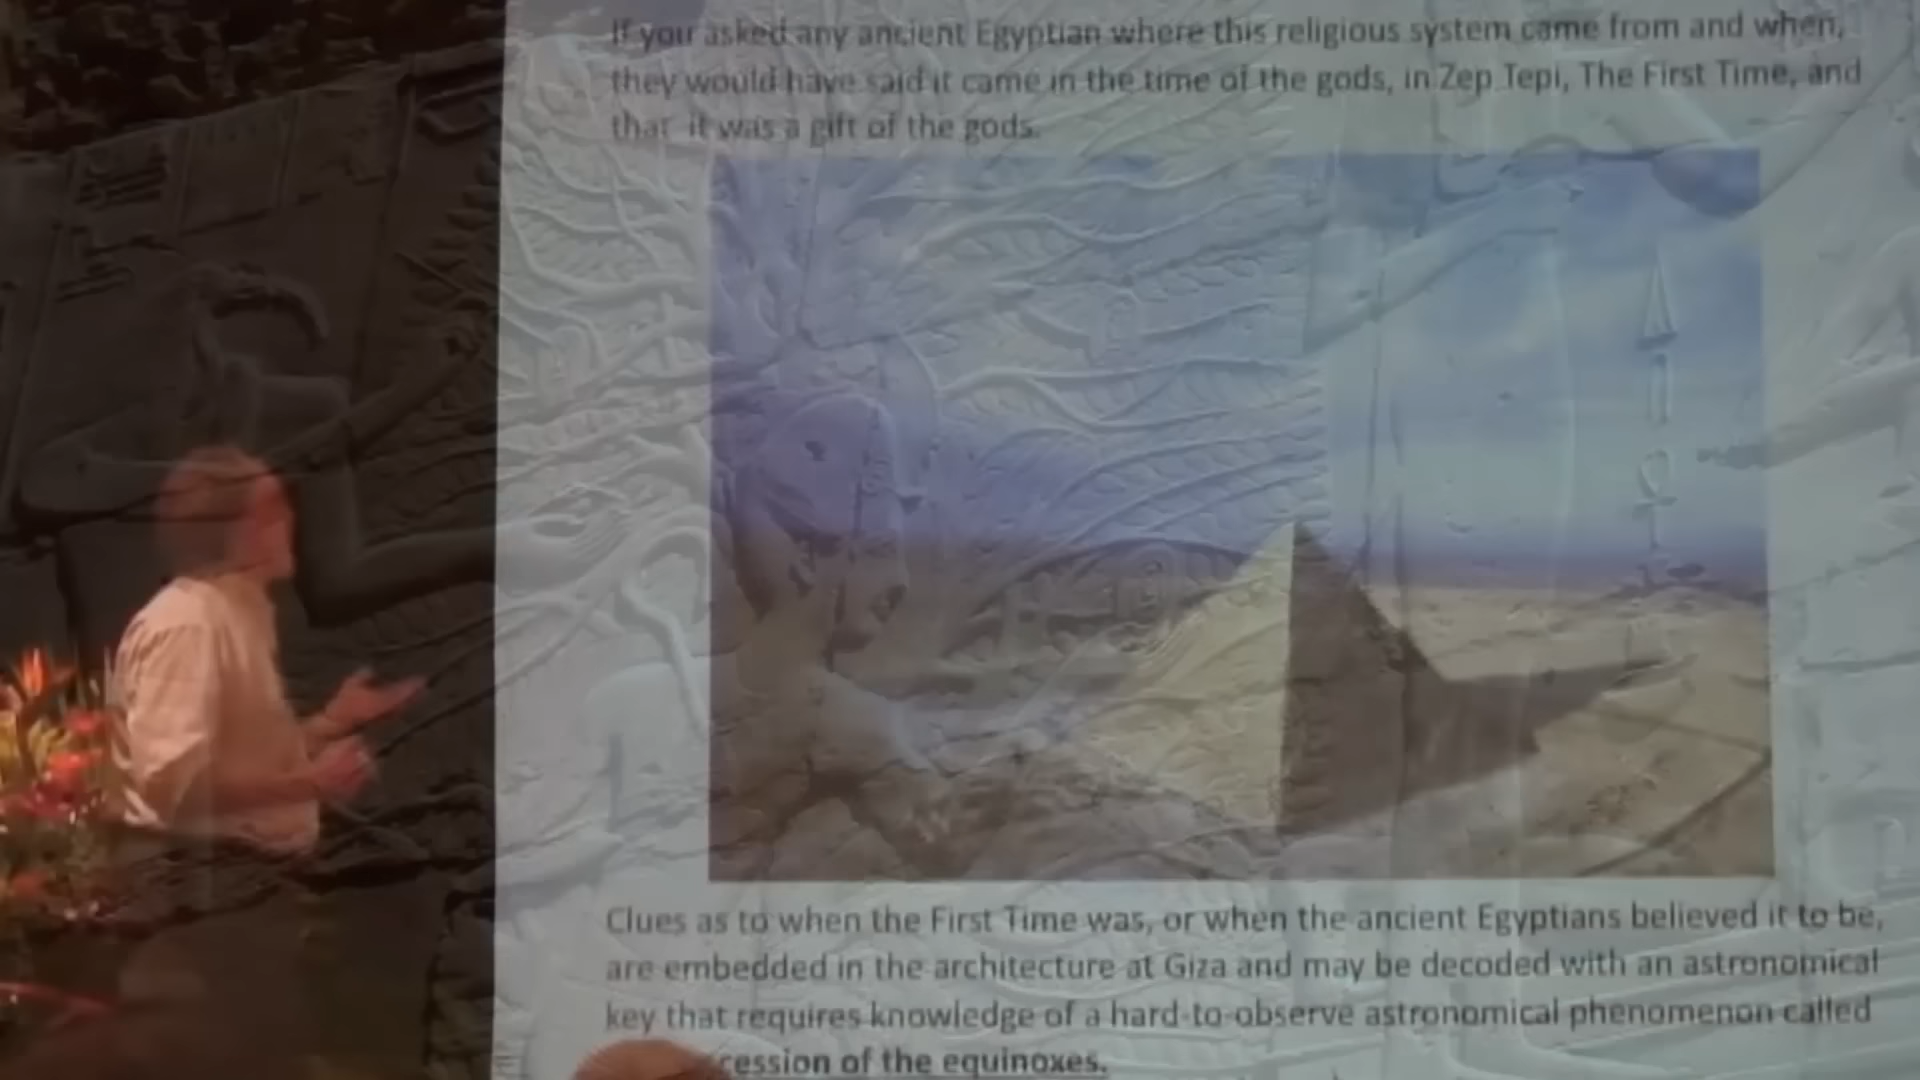 If you asked any ancient Egyptian where this religious system came from and when,
they would have said it came in the time of the gods, in Zep Tepi, The First Time, and
that it was a gift of the gods.
Clues as to when the First Time was, or when the ancient Egyptians believed it to be,
are embedded in the architecture at Giza and may be decoded with an astronomical
key that requires knowledge of a hard-to-observe astronomical phenomenon called
cession of the equinoxes.